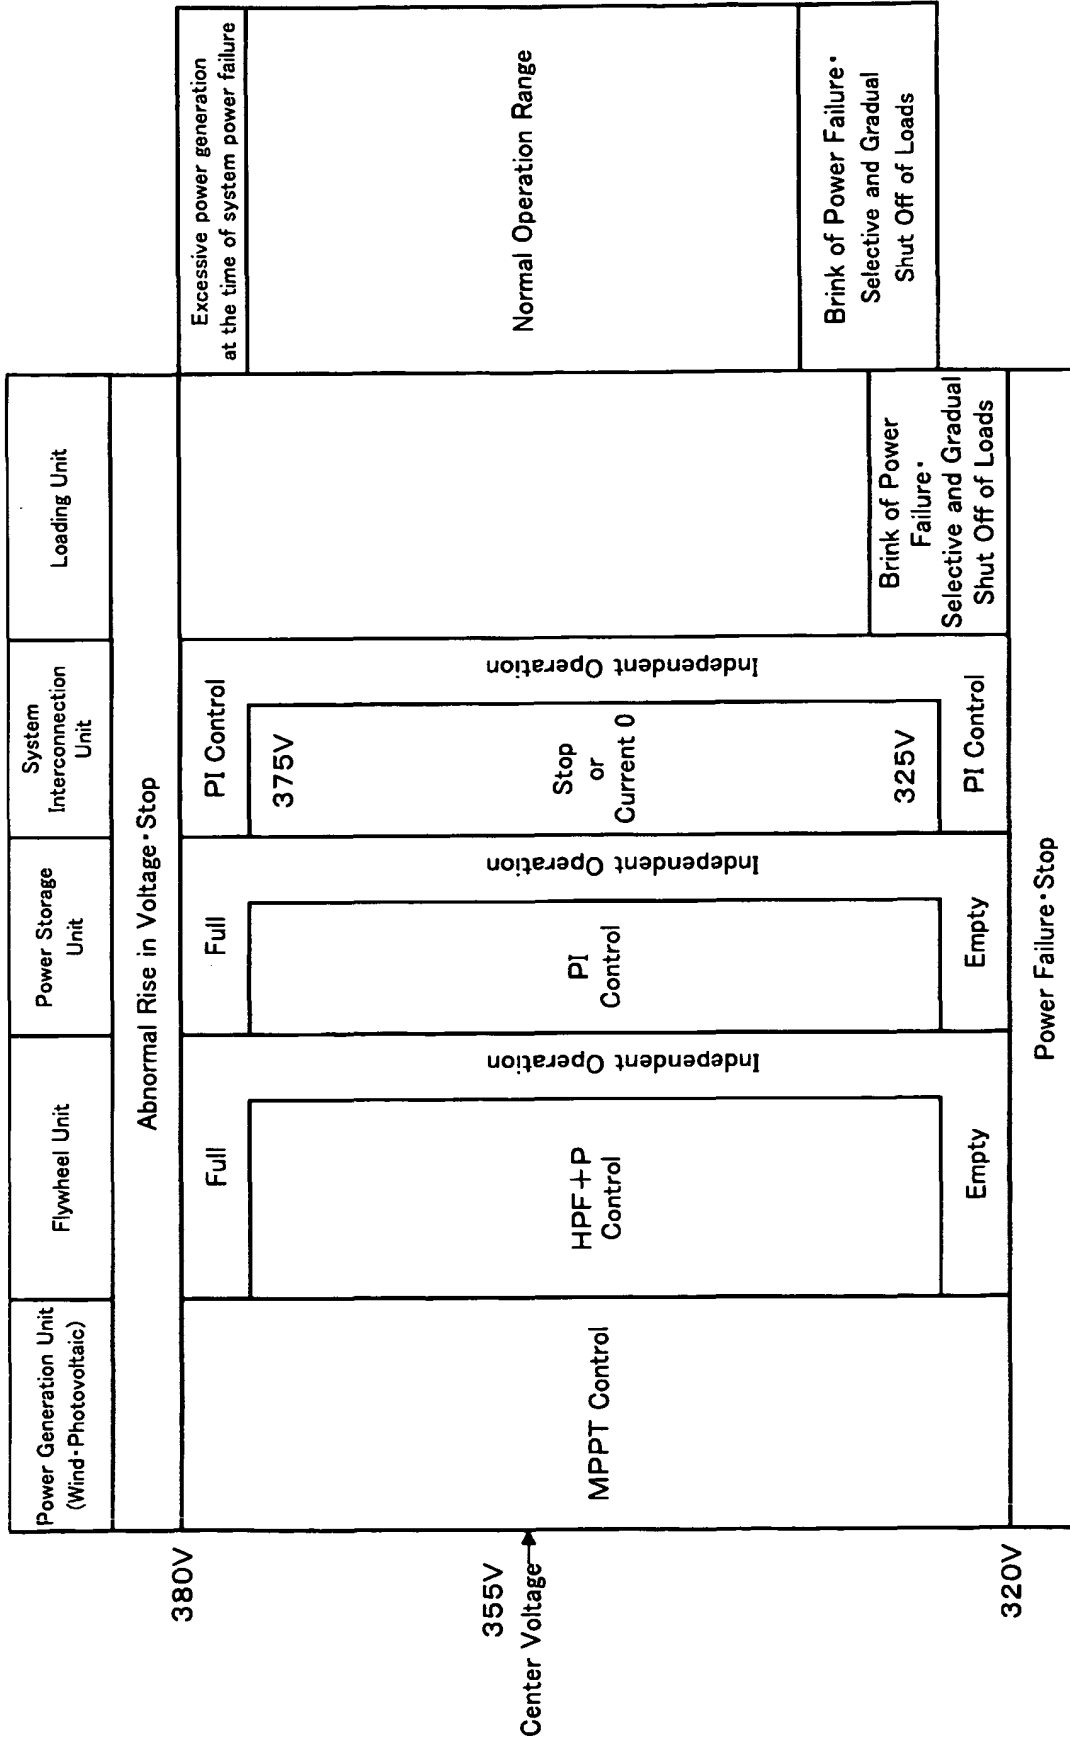 Power Generation Unit
(Wind・Photovoltaic)
Flywheel Unit
Power Storage
Unit
System
Interconnection
Unit
Loading Unit
Abnormal Rise in Voltage・Stop
380V
355V
Center Voltage
320V
MPPT Control
Full
HPF+P
Control
Empty
Independent Operation
Full
PI
Control
Empty
Independent Operation
PI Control
375V
Stop
or
Current 0
325V
PI Control
Independent Operation
Brink of Power
Failure・
Selective and Gradual
Shut Off of Loads
Excessive power generation
at the time of system power failure
Normal Operation Range
Brink of Power Failure・
Selective and Gradual
Shut Off of Loads
Power Failure・Stop